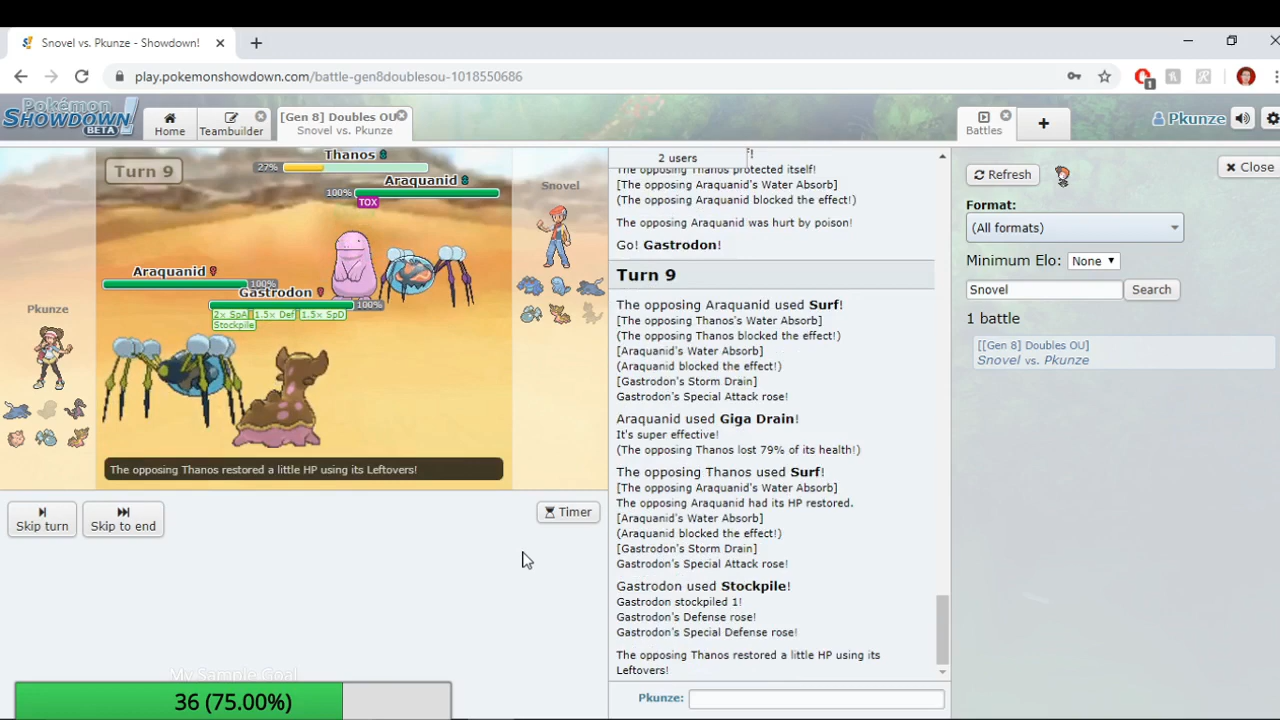 Snovel vs. Pkunze - Showdown!
play.pokemonshowdown.com/battle-gen8doublesou-1018550686
1
Pokémon
SHOWDOWN!
BETA
Home
Teambuilder
[Gen 8] Doubles OU
Snovel vs. Pkunze
Battles
Pkunze
Turn 9
Thanos
27%
Araquanid
100%
TOX
Snovel
Araquanid
100%
Gastrodon
100%
2x SpA 1.5x Def 1.5x SpD
Stockpile
Pkunze
The opposing Thanos restored a little HP using its Leftovers!
Skip turn
Skip to end
Timer
My Sample Goal
36 (75.00%)
2 users
The opposing Thanos protected itself!
[The opposing Araquanid's Water Absorb]
(The opposing Araquanid blocked the effect!)
The opposing Araquanid was hurt by poison!
Go! Gastrodon!
Turn 9
The opposing Araquanid used Surf!
[The opposing Thanos's Water Absorb]
(The opposing Thanos blocked the effect!)
[Araquanid's Water Absorb]
(Araquanid blocked the effect!)
[Gastrodon's Storm Drain]
Gastrodon's Special Attack rose!
Araquanid used Giga Drain!
It's super effective!
(The opposing Thanos lost 79% of its health!)
The opposing Thanos used Surf!
[The opposing Araquanid's Water Absorb]
The opposing Araquanid had its HP restored.
[Araquanid's Water Absorb]
(Araquanid blocked the effect!)
[Gastrodon's Storm Drain]
Gastrodon's Special Attack rose!
Gastrodon used Stockpile!
Gastrodon stockpiled 1!
Gastrodon's Defense rose!
Gastrodon's Special Defense rose!
The opposing Thanos restored a little HP using its
Leftovers!
Pkunze:
Refresh
Close
Format:
(All formats)
Minimum Elo: None
Snovel
Search
1 battle
[[Gen 8] Doubles OU]
Snovel vs. Pkunze